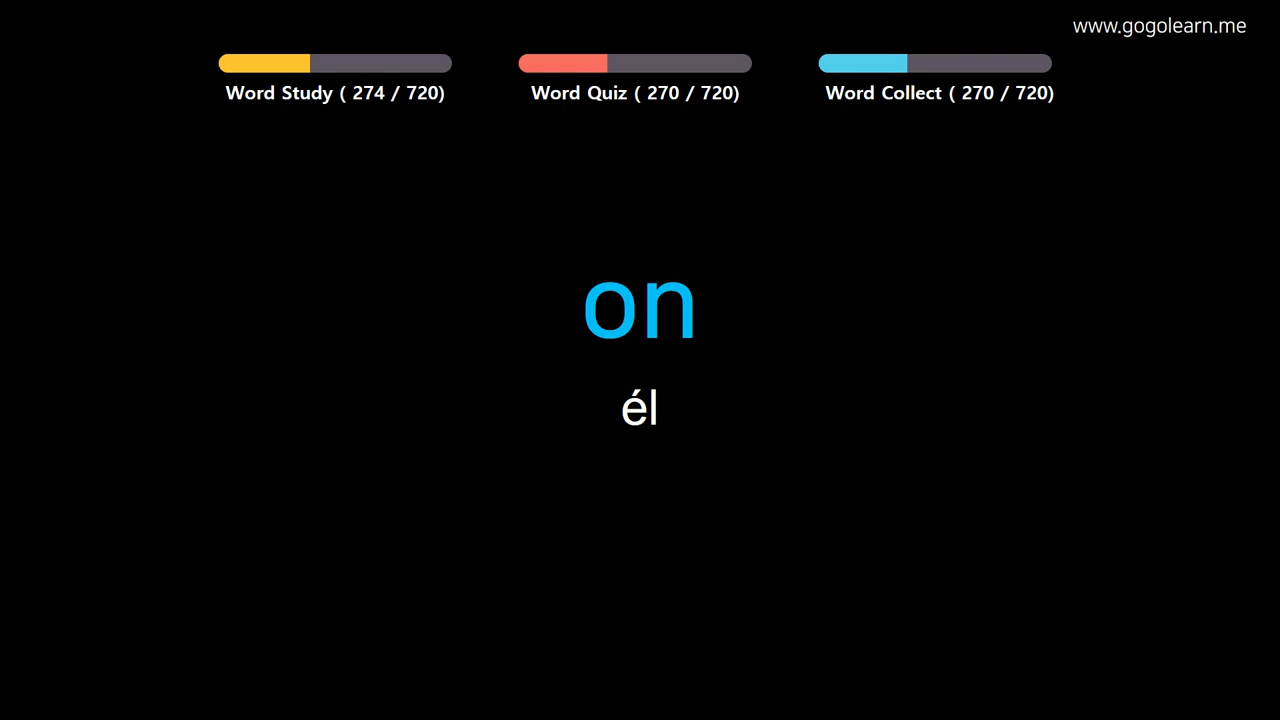 www.gogolearn.me
Word Study ( 274 / 720)
Word Quiz ( 270 / 720)
Word Collect ( 270 / 720)
on
él